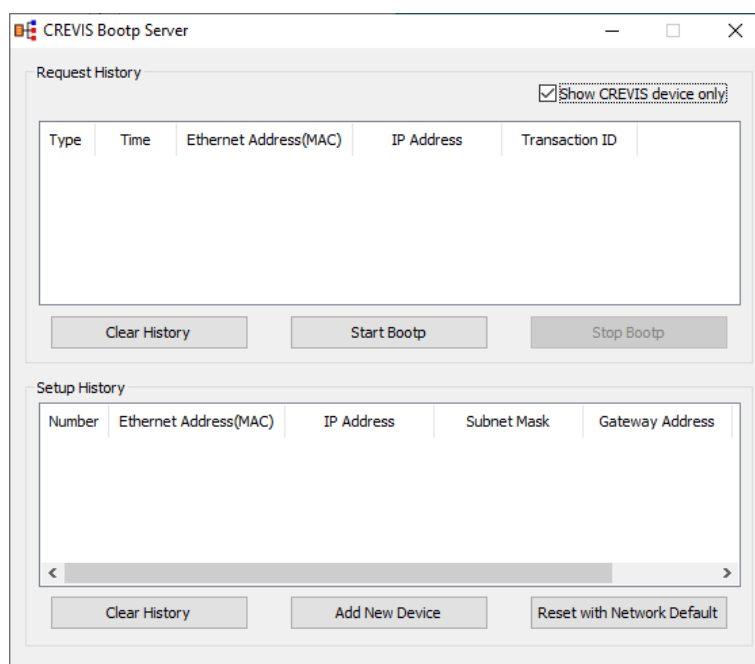 CREVIS Bootp Server
Request History
Show CREVIS device only
Type Time Ethernet Address(MAC) IP Address Transaction ID
Clear History Start Bootp Stop Bootp
Setup History
Number Ethernet Address(MAC) IP Address Subnet Mask Gateway Address
Clear History Add New Device Reset with Network Default